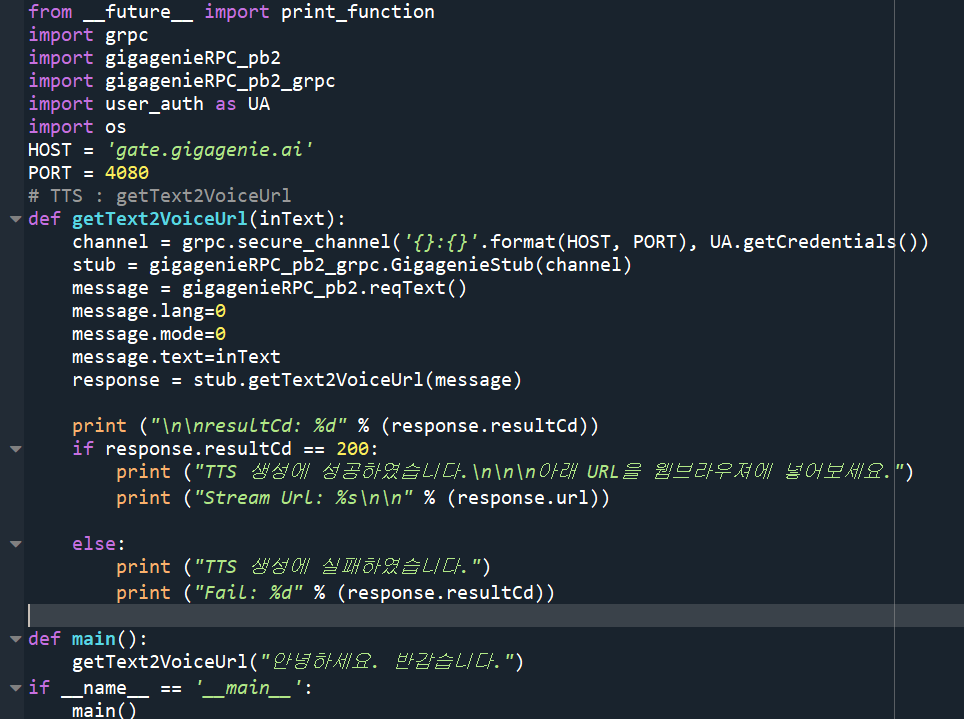 from __future__ import print_function
import grpc
import gigagenieRPC_pb2
import gigagenieRPC_pb2_grpc
import user_auth as UA
import os
HOST = 'gate.gigagenie.ai'
PORT = 4080
# TTS : getText2VoiceUrl
def getText2VoiceUrl(inText):
    channel = grpc.secure_channel('{}:{}'.format(HOST, PORT), UA.getCredentials())
    stub = gigagenieRPC_pb2_grpc.GigagenieStub(channel)
    message = gigagenieRPC_pb2.reqText()
    message.lang=0
    message.mode=0
    message.text=inText
    response = stub.getText2VoiceUrl(message)
    print ("\n\nresultCd: %d" % (response.resultCd))
    if response.resultCd == 200:
        print ("TTS 생성에 성공하였습니다.\n\n\n아래 URL을 웹브라우져에 넣어보세요.")
        print ("Stream Url: %s\n\n" % (response.url))
    else:
        print ("TTS 생성에 실패하였습니다.")
        print ("Fail: %d" % (response.resultCd))
def main():
    getText2VoiceUrl("안녕하세요. 반갑습니다.")
if __name__ == '__main__':
    main()